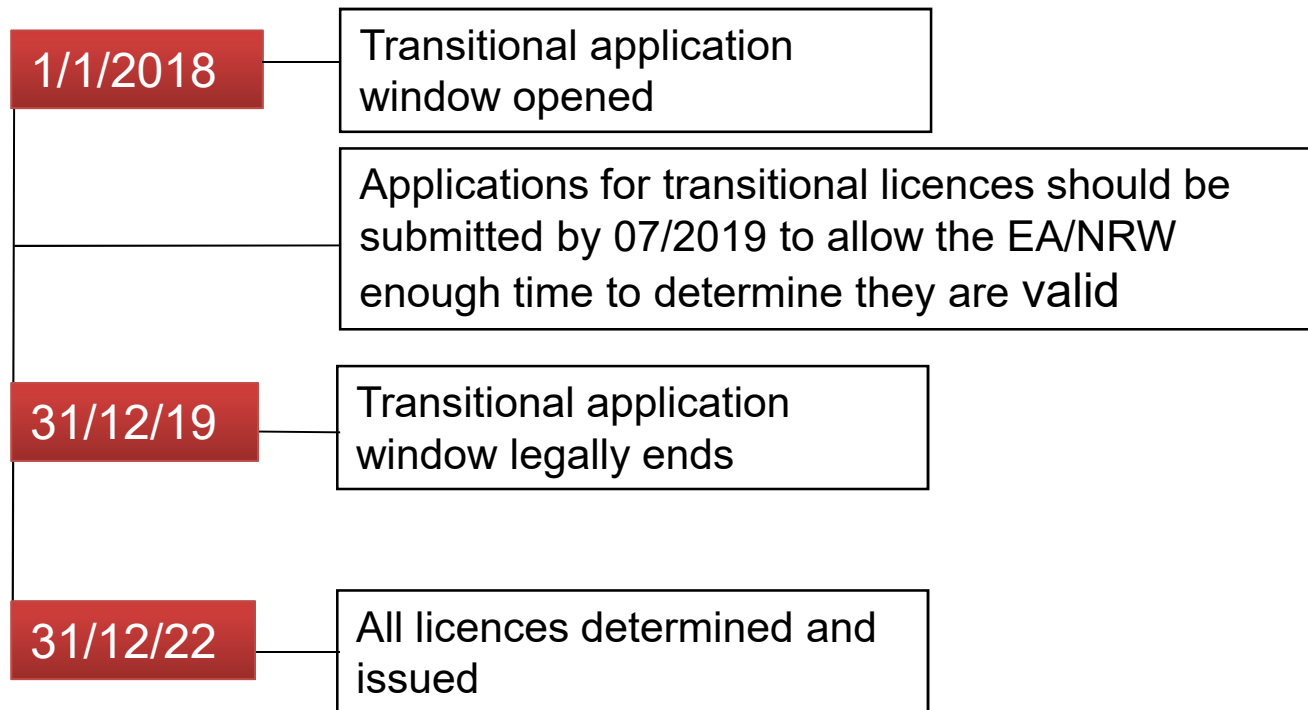 1/1/2018
Transitional application
window opened
Applications for transitional licences should be
submitted by 07/2019 to allow the EA/NRW
enough time to determine they are valid
31/12/19
Transitional application
window legally ends
31/12/22
All licences determined and
issued